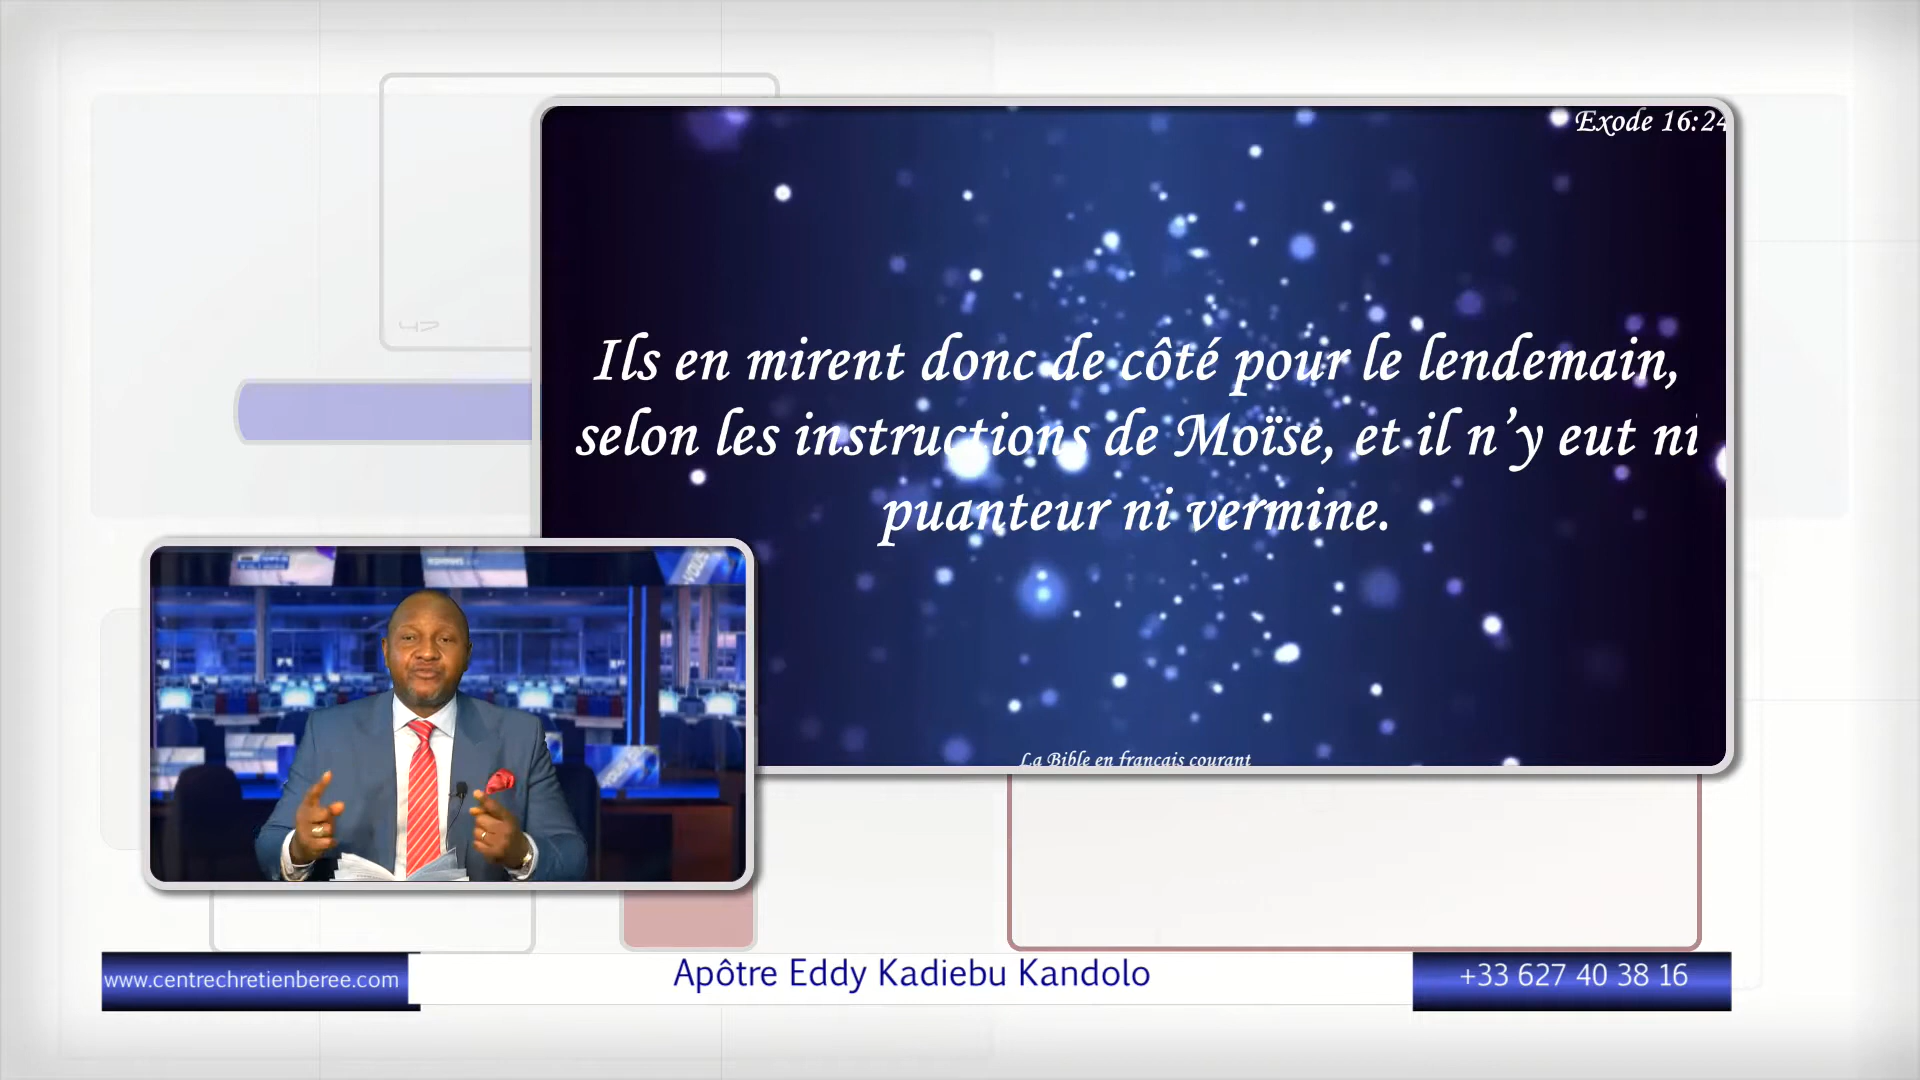 Exode 16:24
Ils en mirent donc de côté pour le lendemain,
selon les instructions de Moïse, et il n’y eut ni
puanteur ni vermine.
La Bible en français courant
www.centrechretienberee.com
Apôtre Eddy Kadiebu Kandolo
+33 627 40 38 16